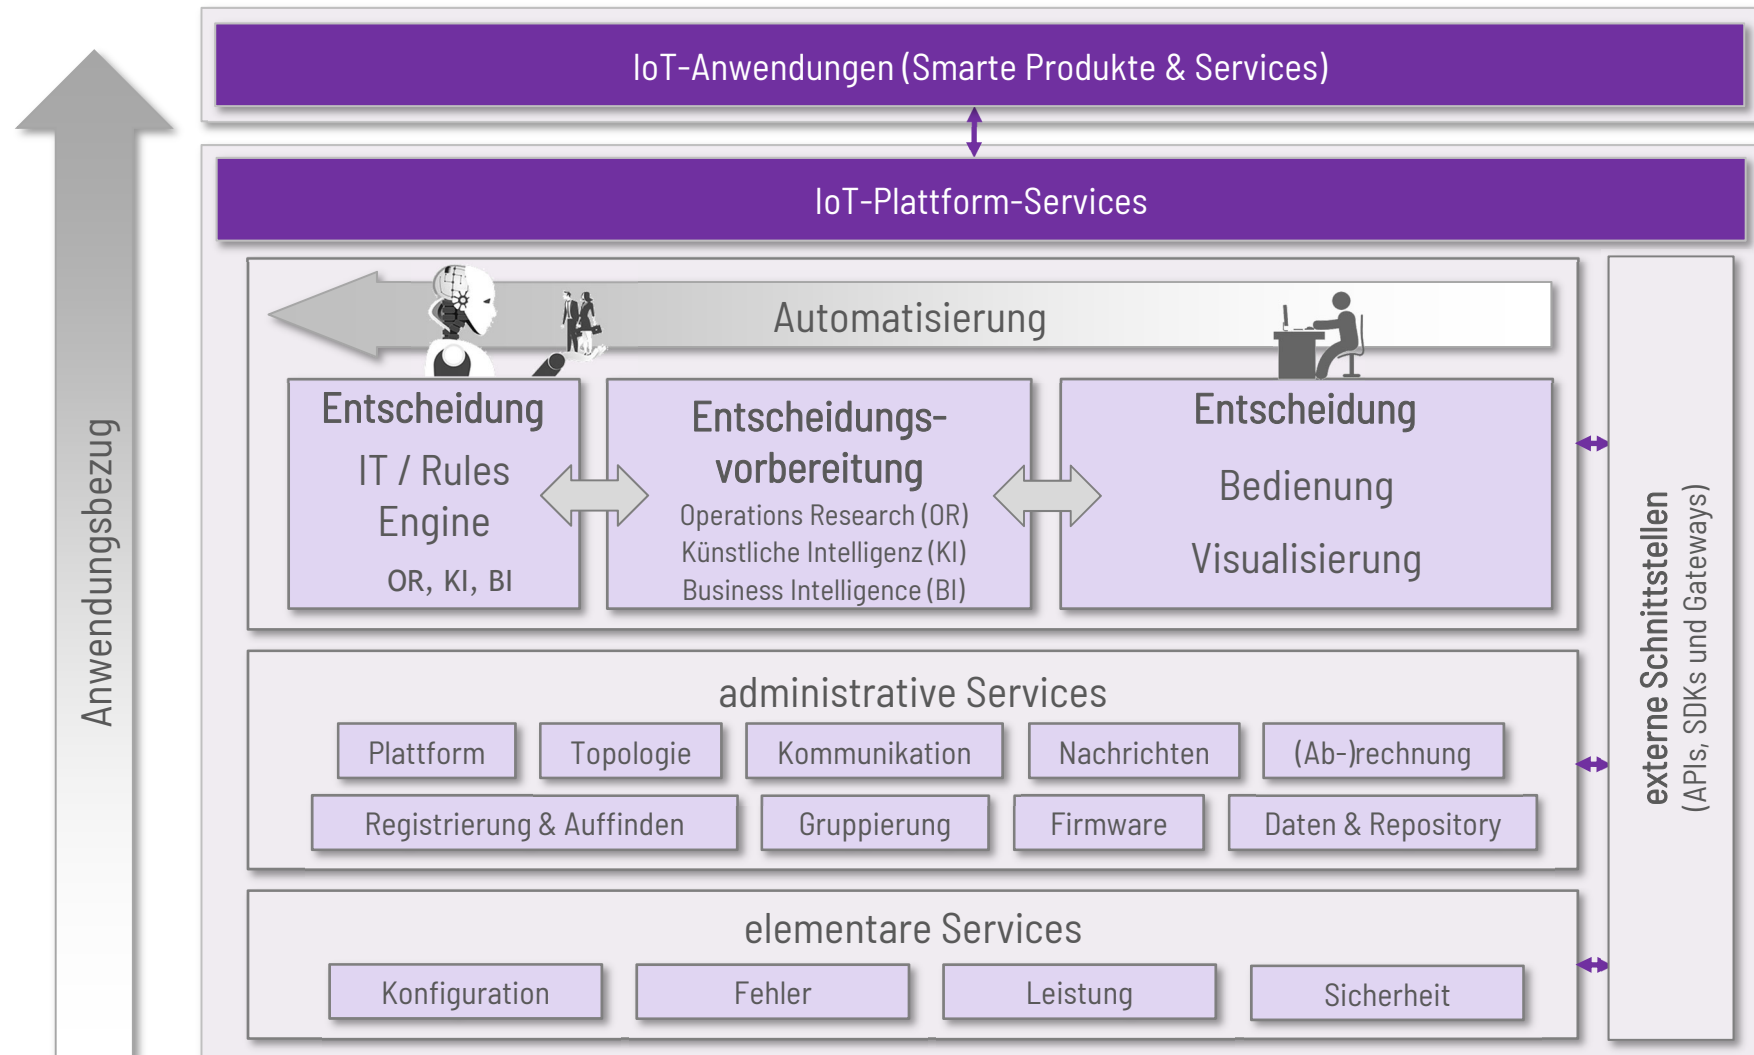 IoT-Anwendungen (Smarte Produkte & Services)
IoT-Plattform-Services
Anwendungsbezug
Automatisierung
Entscheidung
IT / Rules
Engine
OR, KI, BI
Entscheidungs-
vorbereitung
Operations Research (OR)
Künstliche Intelligenz (KI)
Business Intelligence (BI)
Entscheidung
Bedienung
Visualisierung
externe Schnittstellen
(APIs, SDKs und Gateways)
administrative Services
Plattform
Topologie
Kommunikation
Nachrichten
(Ab-)rechnung
Registrierung & Auffinden
Gruppierung
Firmware
Daten & Repository
elementare Services
Konfiguration
Fehler
Leistung
Sicherheit